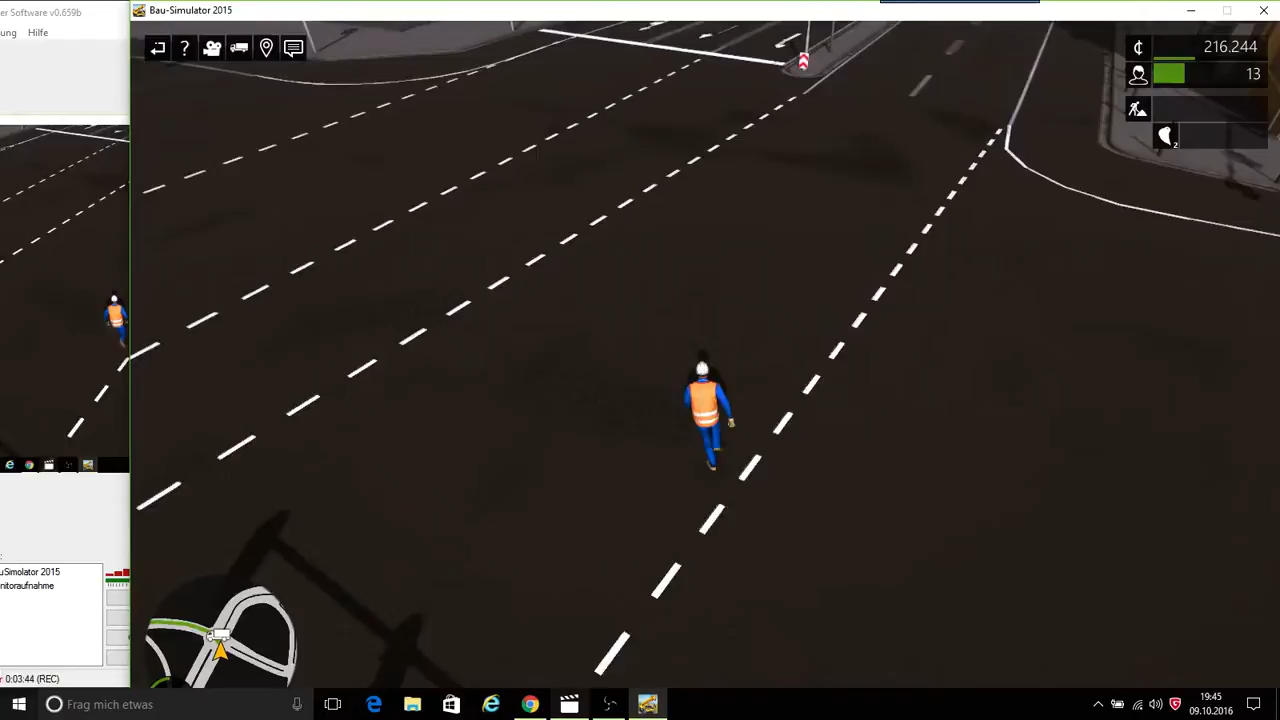 er Software v0.659b
Bau-Simulator 2015
ung Hilfe
?
₵ 216.244
13
2
:
uSimulator 2015
nitoraufnahme
r 0:03:44 (REC)
Frag mich etwas
19:45
09.10.2016